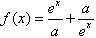 f(x) = e^x/a + a/e^x